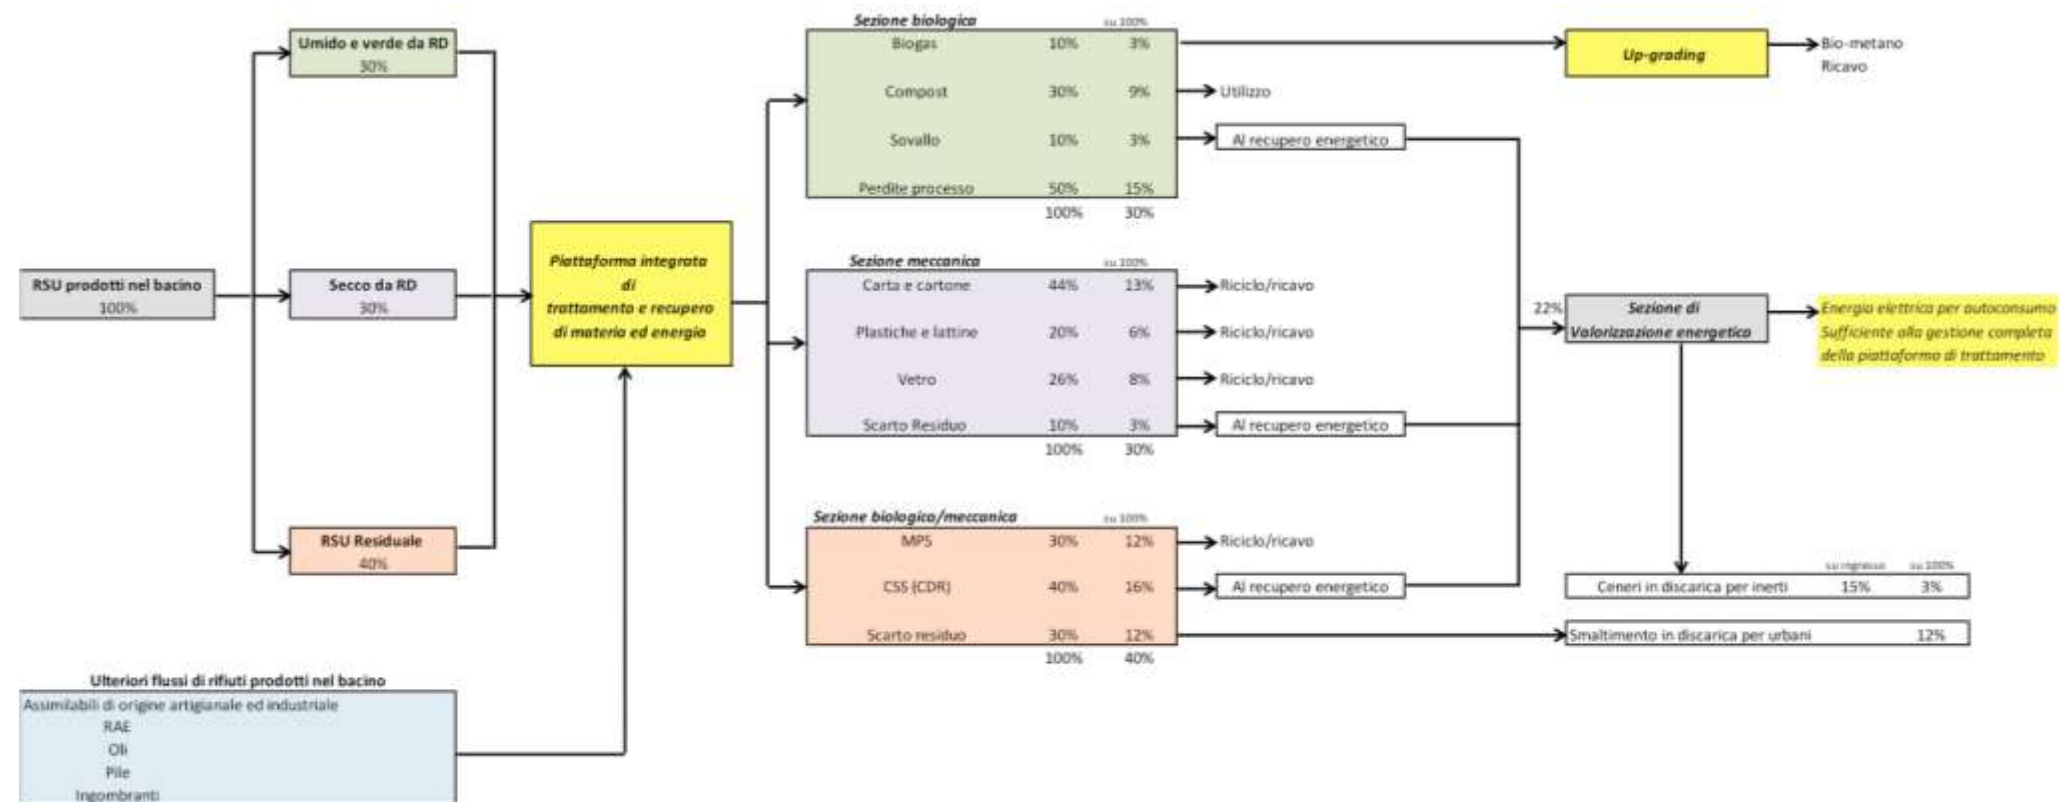 Umido e verde da RD
30%
RSU prodotti nel bacino
100%
Secco da RD
30%
RSU Residuale
40%
Ulteriori flussi di rifiuti prodotti nel bacino
Assimilabili di origine artigianale ed industriale
RAE
Oli
Pile
Ingombranti
Piattaforma integrata
di
trattamento e recupero
di materia ed energia
Sezione biologica su 100%
Biogas 10% 3%
Compost 30% 9% Utilizzo
Sovallo 10% 3% Al recupero energetico
Perdite processo 50% 15%
100% 30%
Sezione meccanica su 100%
Carta e cartone 44% 13% Riciclo/ricavo
Plastiche e lattine 20% 6% Riciclo/ricavo
Vetro 26% 8% Riciclo/ricavo
Scarto Residuo 10% 3% Al recupero energetico
100% 30%
Sezione biologica/meccanica su 100%
MPS 30% 12% Riciclo/ricavo
CSS (CDR) 40% 16% Al recupero energetico
Scarto residuo 30% 12%
100% 40%
Up-grading
Bio-metano
Ricavo
22%
Sezione di
Valorizzazione energetica
Energia elettrica per autoconsumo
Sufficiente alla gestione completa
della piattaforma di trattamento
su ingresso su 100%
Ceneri in discarica per inerti 15% 3%
Smaltimento in discarica per urbani 12%